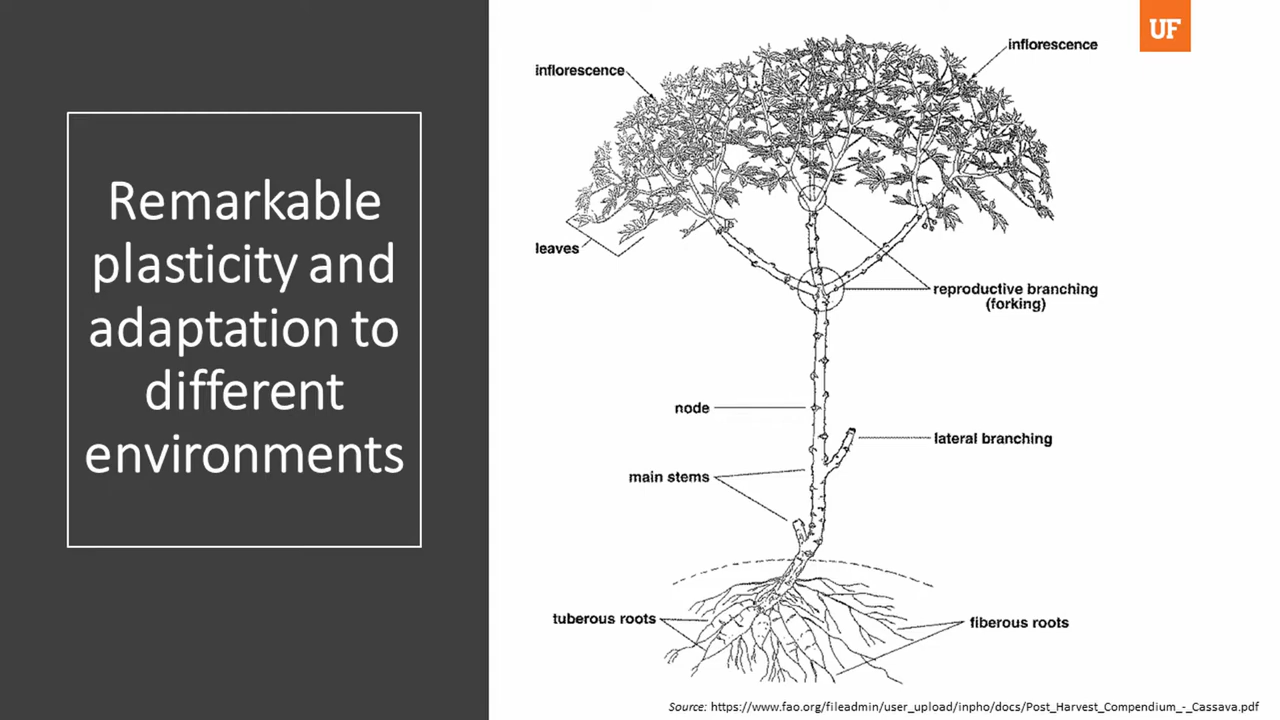 UF
Remarkable
plasticity and
adaptation to
different
environments
inflorescence
inflorescence
leaves
reproductive branching
(forking)
node
lateral branching
main stems
tuberous roots
fiberous roots
Source: https://www.fao.org/fileadmin/user_upload/inpho/docs/Post_Harvest_Compendium_-_Cassava.pdf